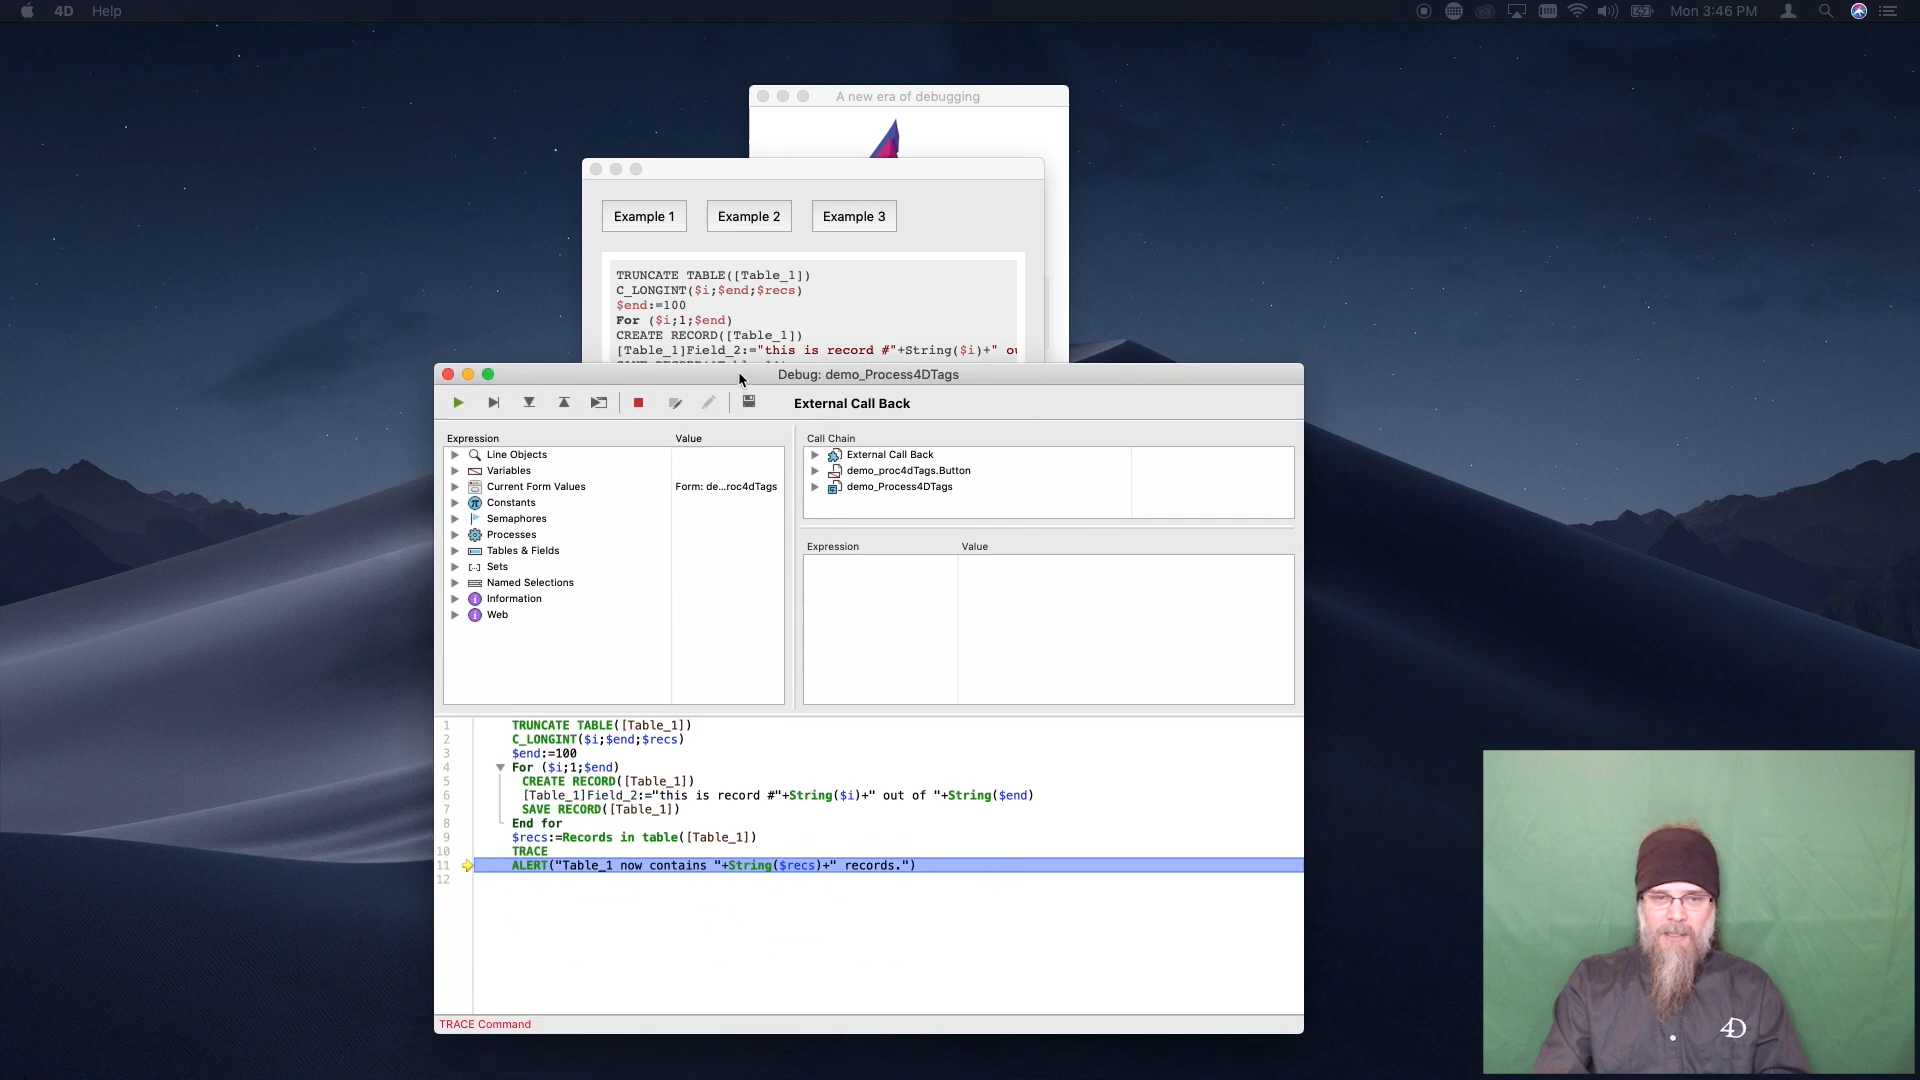 4D Help
Mon 3:46 PM
A new era of debugging
Example 1 Example 2 Example 3
TRUNCATE TABLE([Table_1])
C_LONGINT($i;$end;$recs)
$end:=100
For ($i;1;$end)
CREATE RECORD([Table_1])
[Table_1]Field_2:="this is record #"+String($i)+" ou
Debug: demo_Process4DTags
External Call Back
Expression Value
Line Objects
Variables
Current Form Values Form: de...roc4dTags
Constants
Semaphores
Processes
Tables & Fields
Sets
Named Selections
Information
Web
Call Chain
External Call Back
demo_proc4dTags.Button
demo_Process4DTags
Expression Value
1 TRUNCATE TABLE([Table_1])
2 C_LONGINT($i;$end;$recs)
3 $end:=100
4 For ($i;1;$end)
5 CREATE RECORD([Table_1])
6 [Table_1]Field_2:="this is record #"+String($i)+" out of "+String($end)
7 SAVE RECORD([Table_1])
8 End for
9 $recs:=Records in table([Table_1])
10 TRACE
11 ALERT("Table_1 now contains "+String($recs)+" records.")
12
TRACE Command
4D